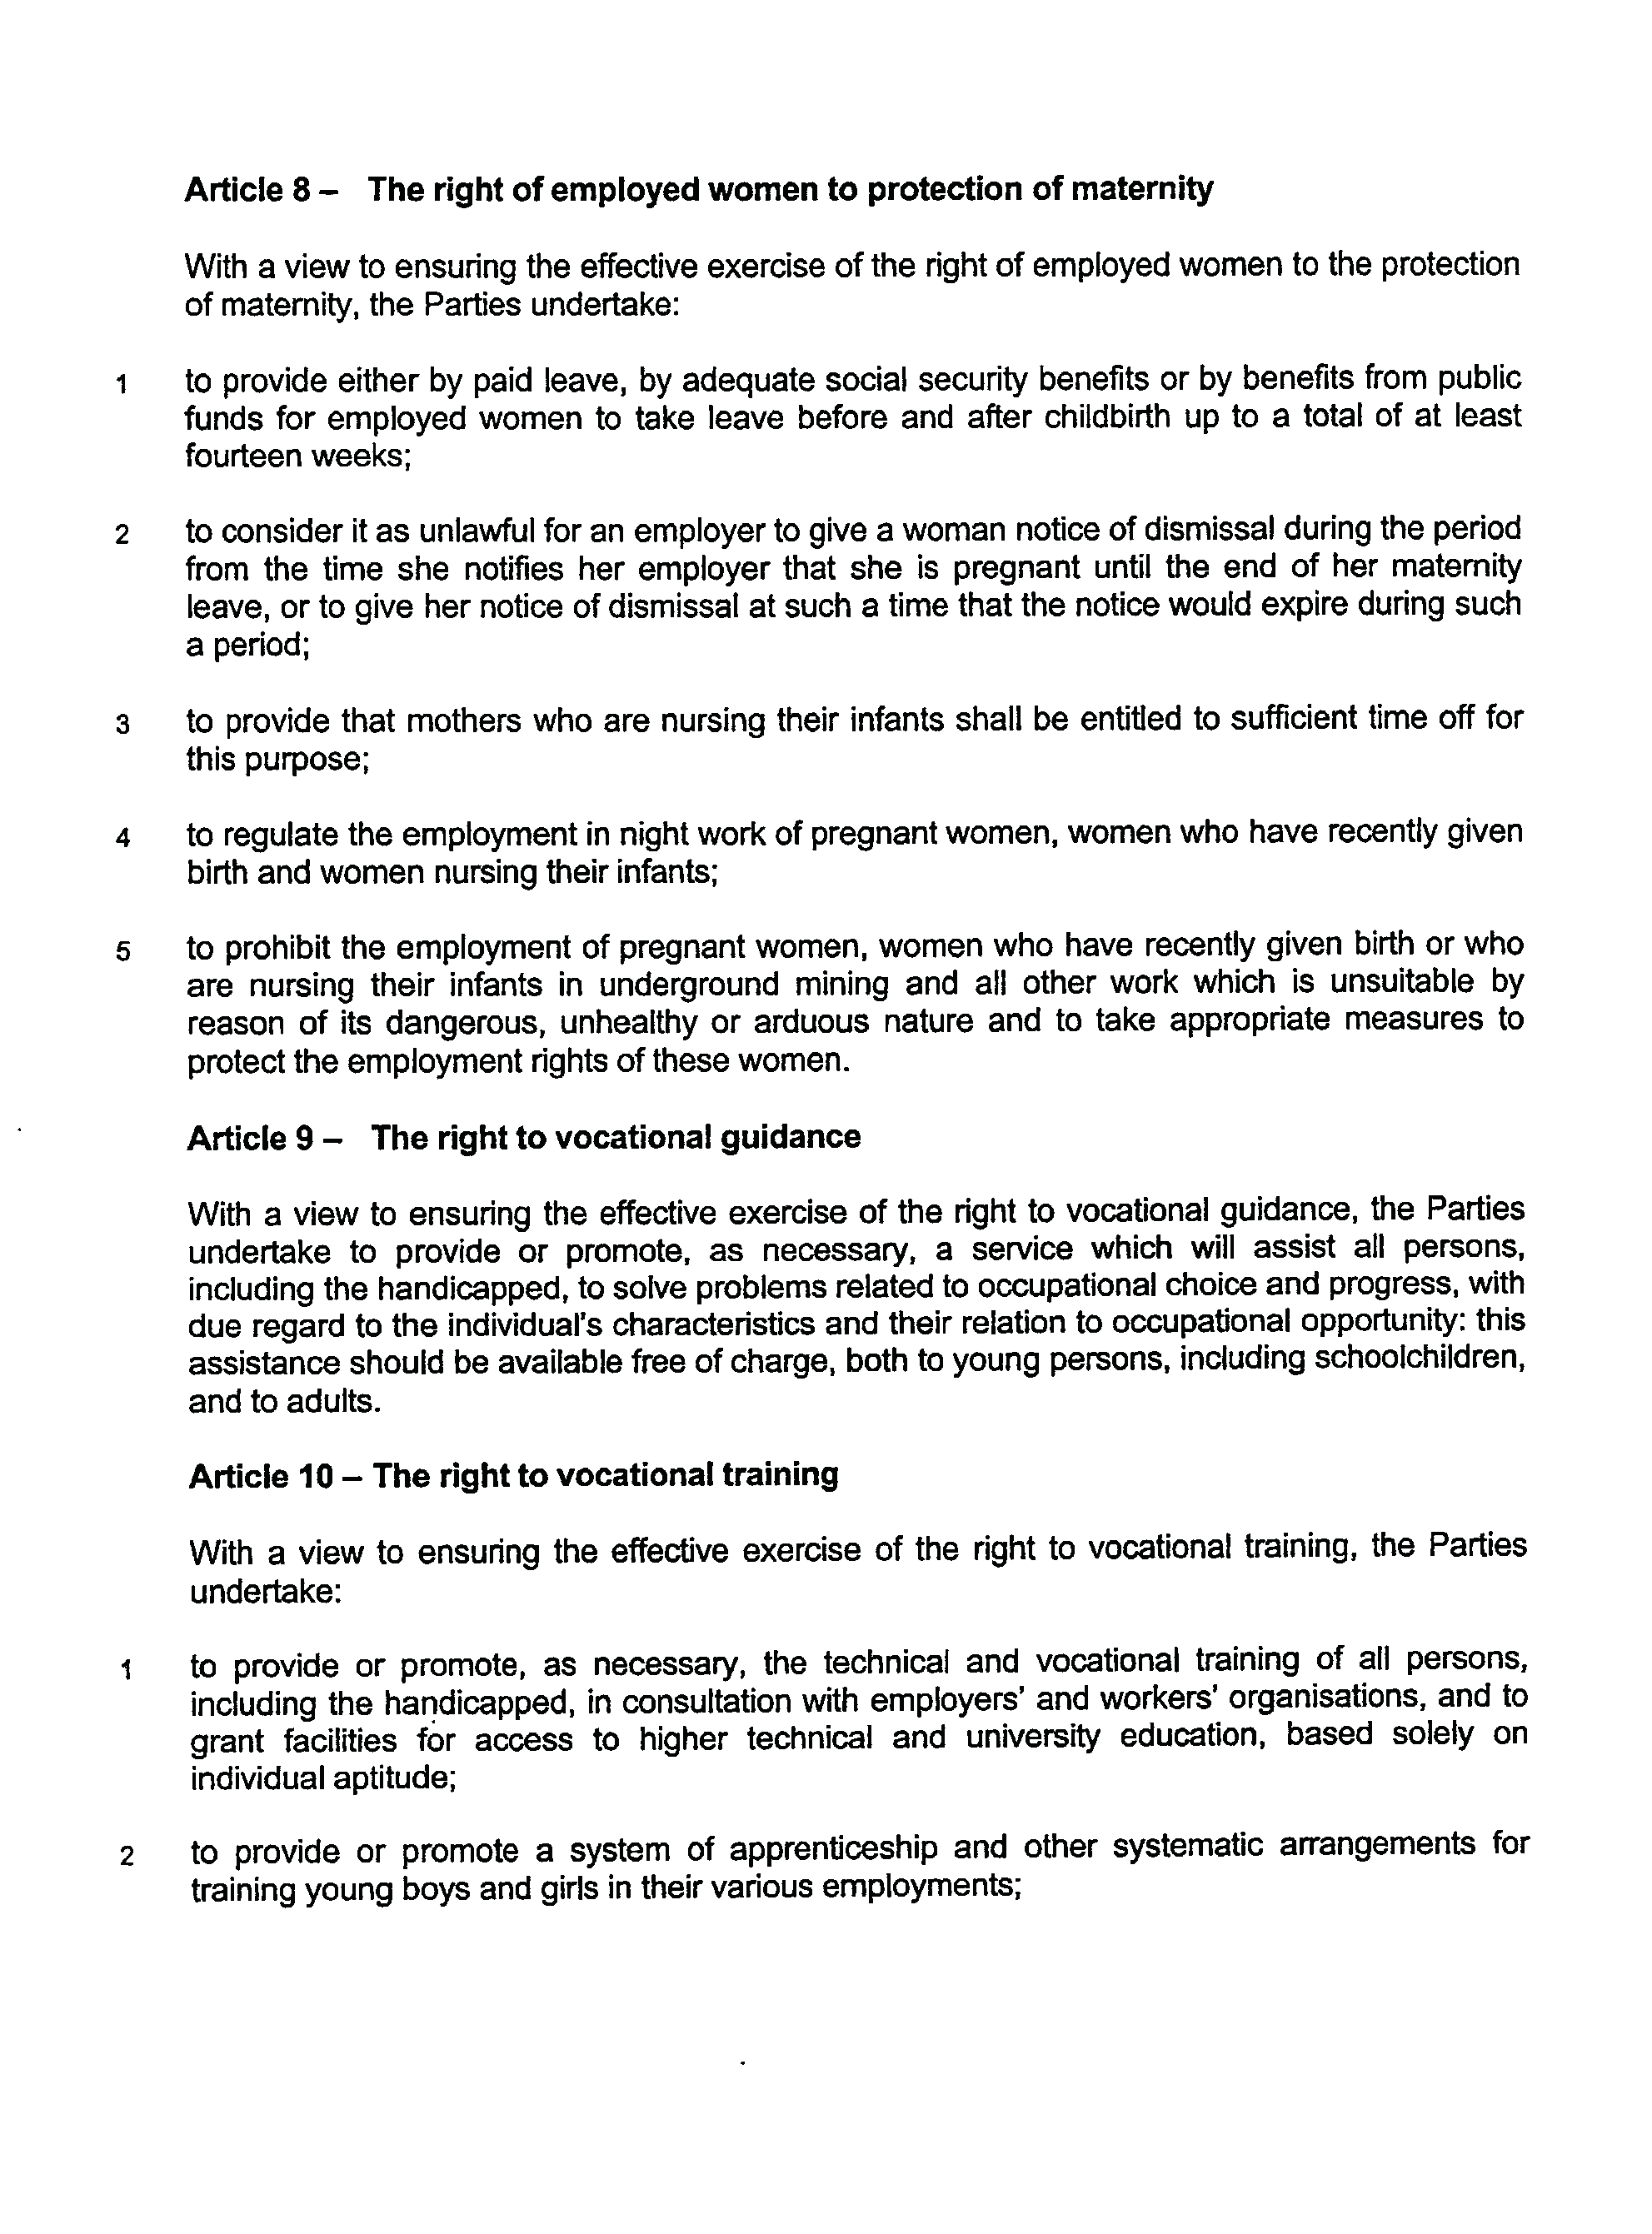 Article 8 – The right of employed women to protection of maternity
With a view to ensuring the effective exercise of the right of employed women to the protection
of maternity, the Parties undertake:
1 to provide either by paid leave, by adequate social security benefits or by benefits from public
funds for employed women to take leave before and after childbirth up to a total of at least
fourteen weeks;
2 to consider it as unlawful for an employer to give a woman notice of dismissal during the period
from the time she notifies her employer that she is pregnant until the end of her maternity
leave, or to give her notice of dismissal at such a time that the notice would expire during such
a period;
3 to provide that mothers who are nursing their infants shall be entitled to sufficient time off for
this purpose;
4 to regulate the employment in night work of pregnant women, women who have recently given
birth and women nursing their infants;
5 to prohibit the employment of pregnant women, women who have recently given birth or who
are nursing their infants in underground mining and all other work which is unsuitable by
reason of its dangerous, unhealthy or arduous nature and to take appropriate measures to
protect the employment rights of these women.
Article 9 – The right to vocational guidance
With a view to ensuring the effective exercise of the right to vocational guidance, the Parties
undertake to provide or promote, as necessary, a service which will assist all persons,
including the handicapped, to solve problems related to occupational choice and progress, with
due regard to the individual's characteristics and their relation to occupational opportunity: this
assistance should be available free of charge, both to young persons, including schoolchildren,
and to adults.
Article 10 – The right to vocational training
With a view to ensuring the effective exercise of the right to vocational training, the Parties
undertake:
1 to provide or promote, as necessary, the technical and vocational training of all persons,
including the handicapped, in consultation with employers' and workers' organisations, and to
grant facilities for access to higher technical and university education, based solely on
individual aptitude;
2 to provide or promote a system of apprenticeship and other systematic arrangements for
training young boys and girls in their various employments;